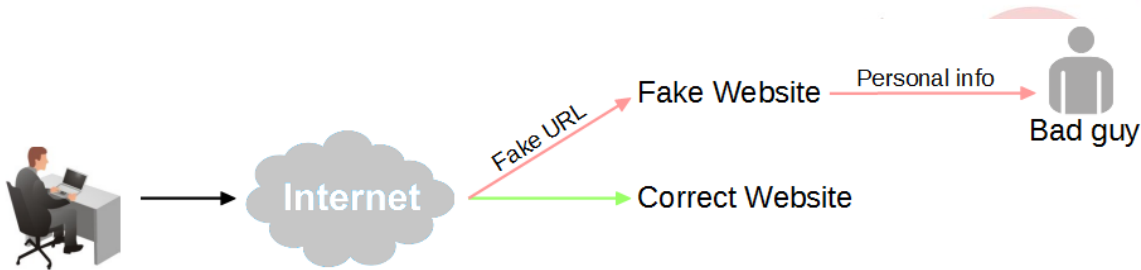 Personal info
Fake Website
Bad guy
Fake URL
Internet
Correct Website